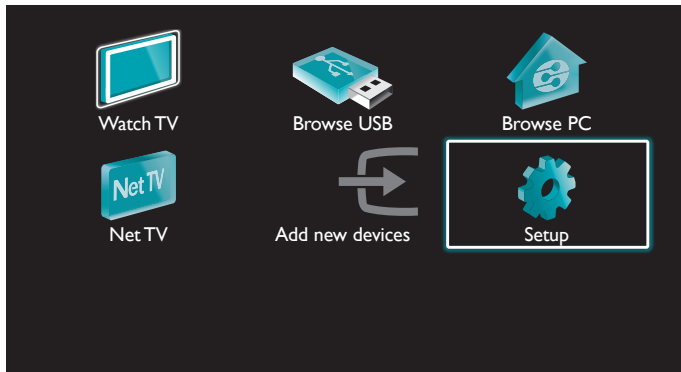 Watch TV
Browse USB
Browse PC
Net TV
Net TV
Add new devices
Setup